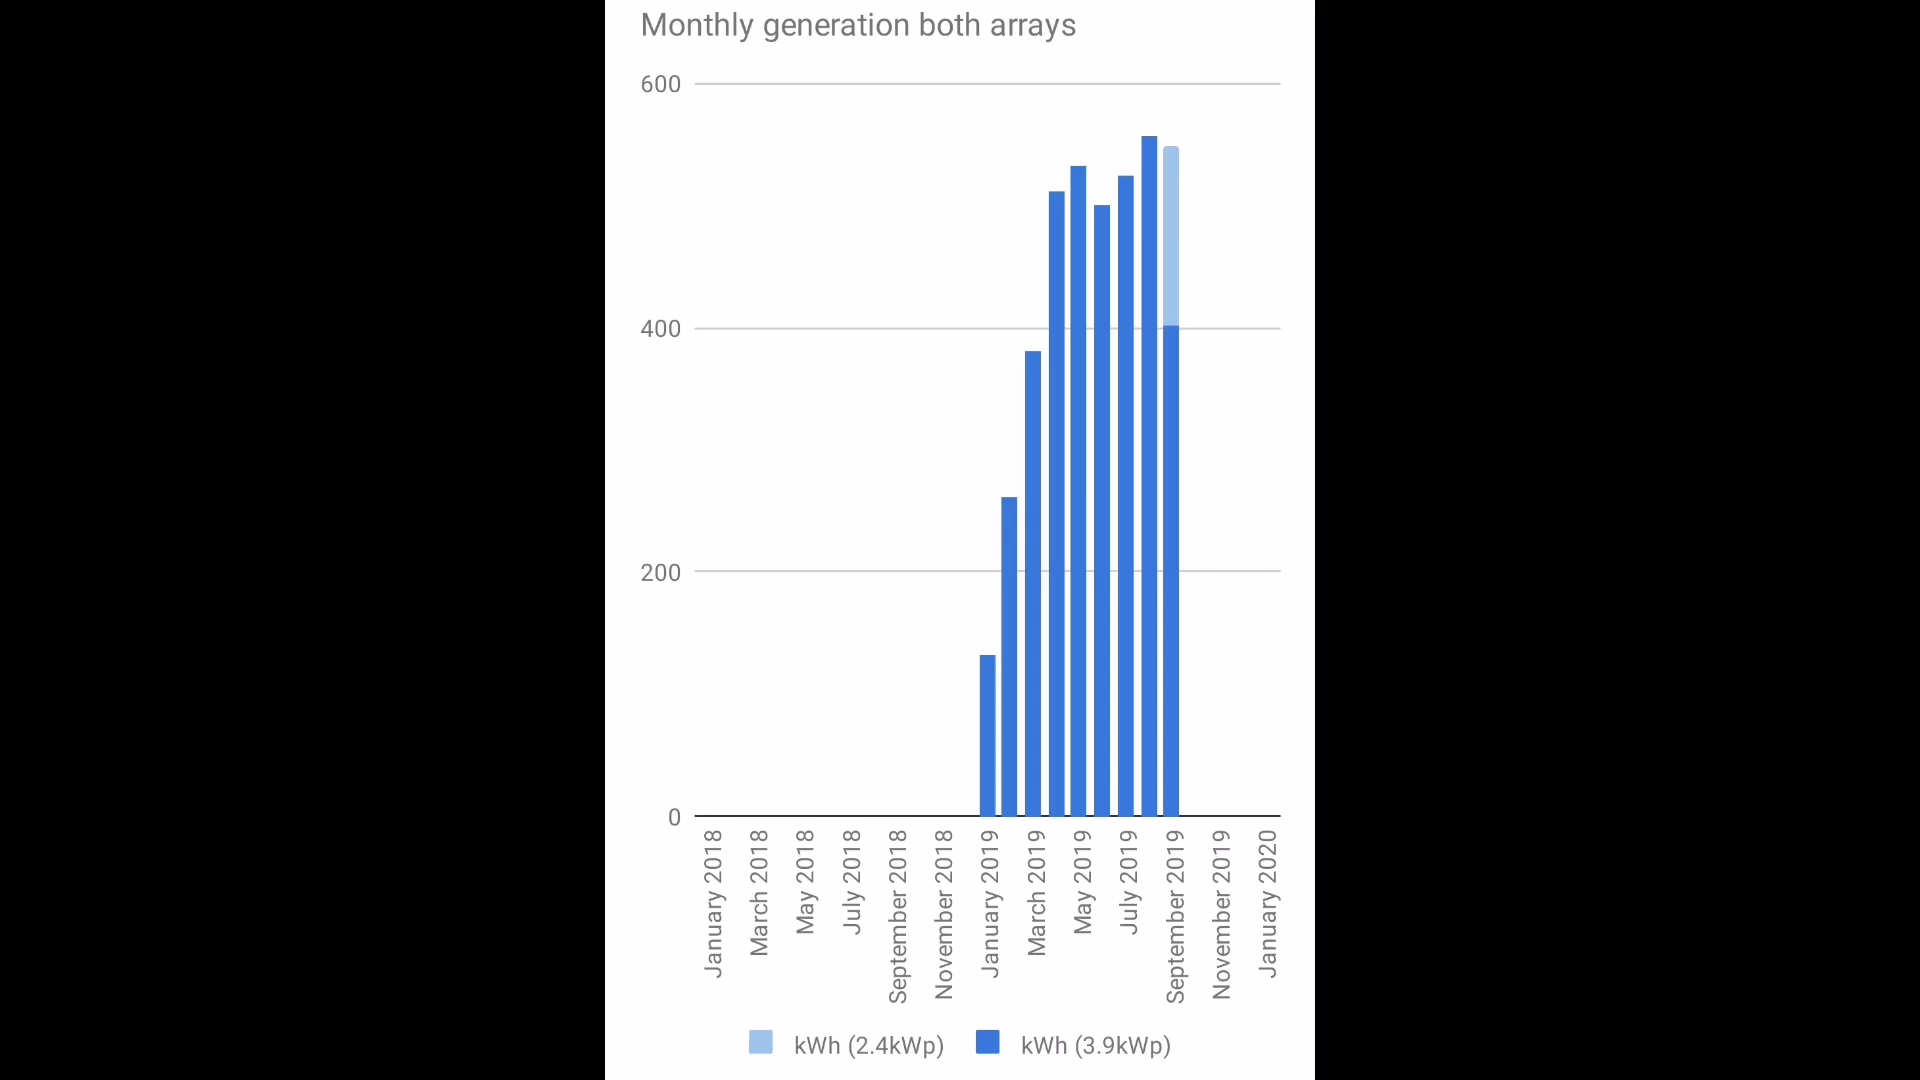 Monthly generation both arrays
600
400
200
0
January 2018
March 2018
May 2018
July 2018
September 2018
November 2018
January 2019
March 2019
May 2019
July 2019
September 2019
November 2019
January 2020
kWh (2.4kWp)
kWh (3.9kWp)